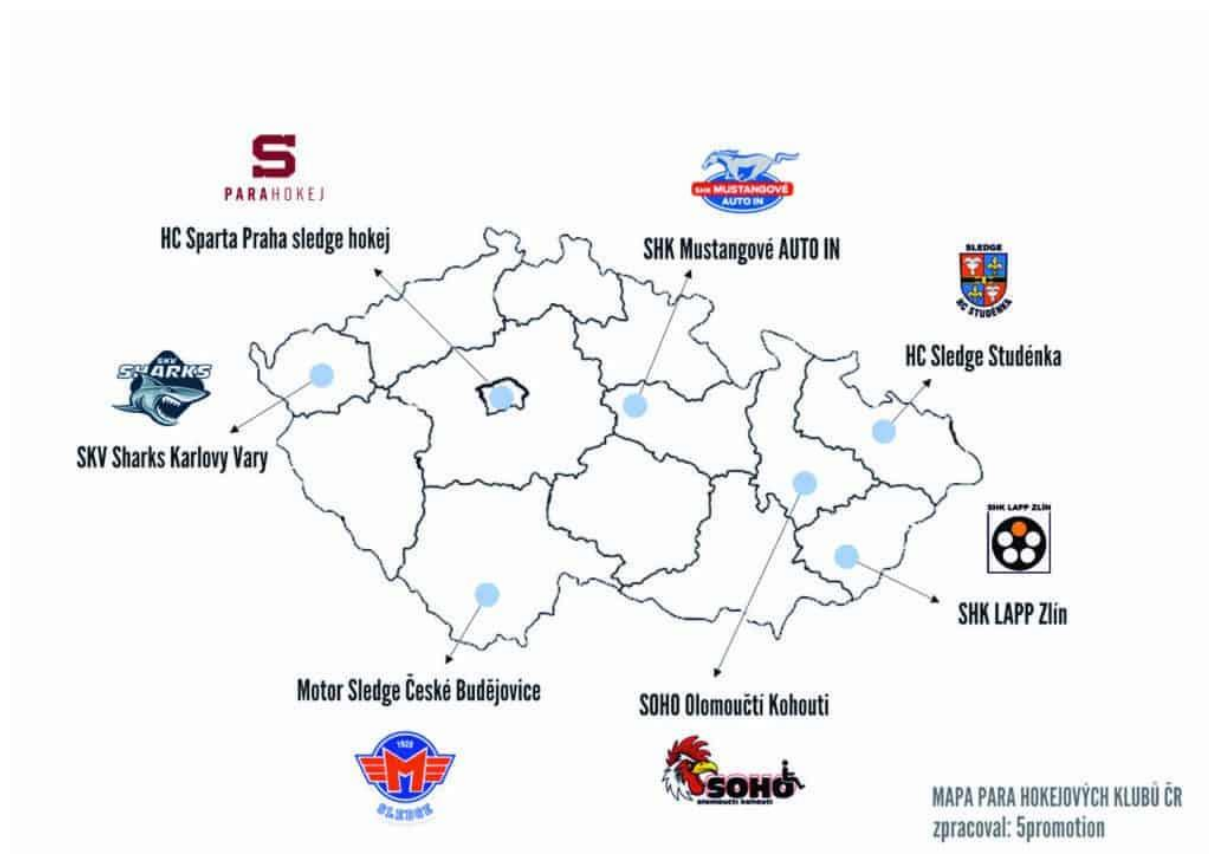 S
PARAHOKEJ
HC Sparta Praha sledge hokej
SHK MUSTANGOVÉ
AUTO IN
SHK Mustangové AUTO IN
SLEDGE
HC STUDÉNKA
HC Sledge Studénka
SKV
SHARKS
SKV Sharks Karlovy Vary
SHK LAPP ZLÍN
SHK LAPP Zlín
Motor Sledge České Budějovice
1928
M
SLEDGE
SOHO Olomoučtí Kohouti
SOHO
olomoučtí kohouti
MAPA PARA HOKEJOVÝCH KLUBŮ ČR
zpracoval: 5promotion